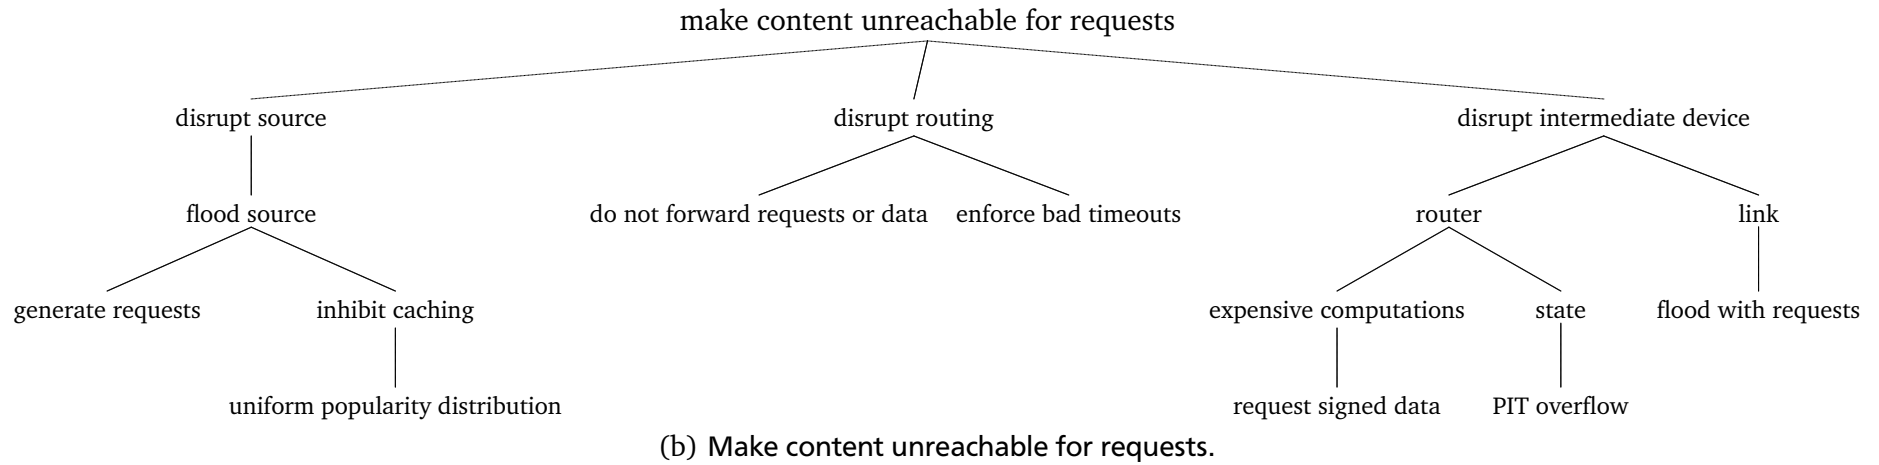 make content unreachable for requests
disrupt source disrupt routing disrupt intermediate device
flood source do not forward requests or data enforce bad timeouts router link
generate requests inhibit caching expensive computations state flood with requests
uniform popularity distribution request signed data PIT overflow
(b) Make content unreachable for requests.